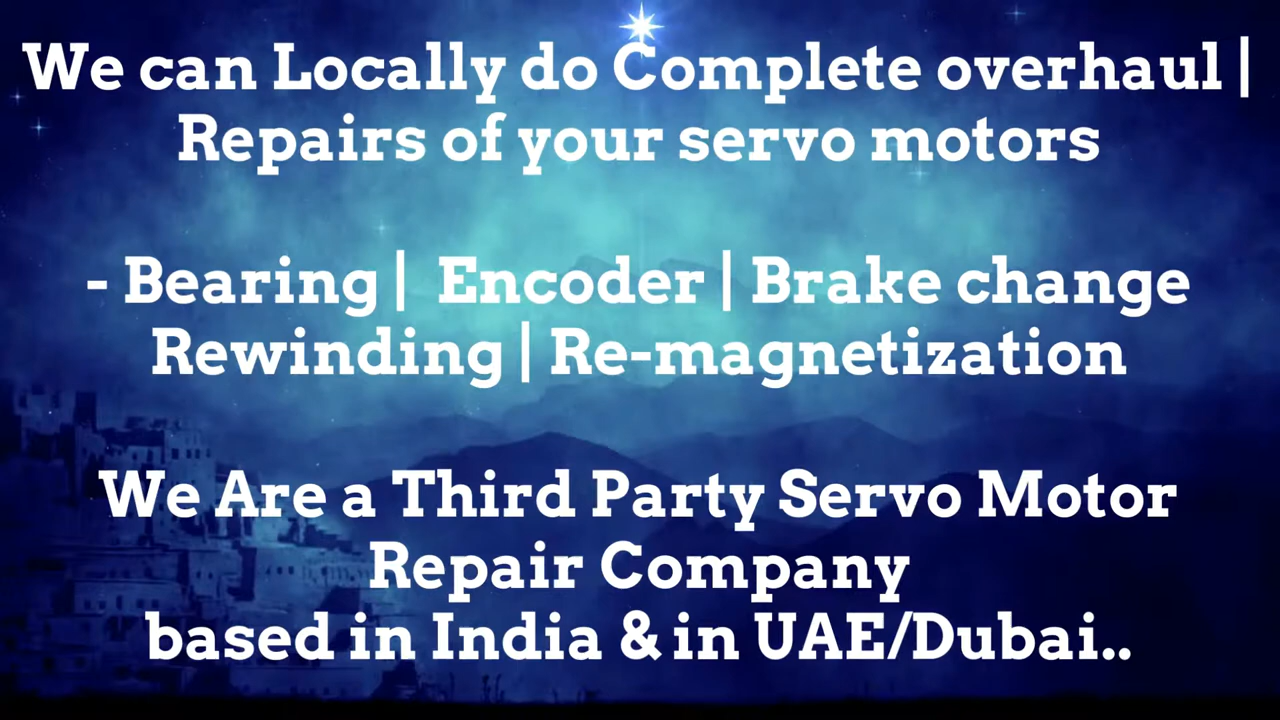 We can Locally do Complete overhaul |
Repairs of your servo motors
- Bearing | Encoder | Brake change
Rewinding | Re-magnetization
We Are a Third Party Servo Motor
Repair Company
based in India & in UAE/Dubai..